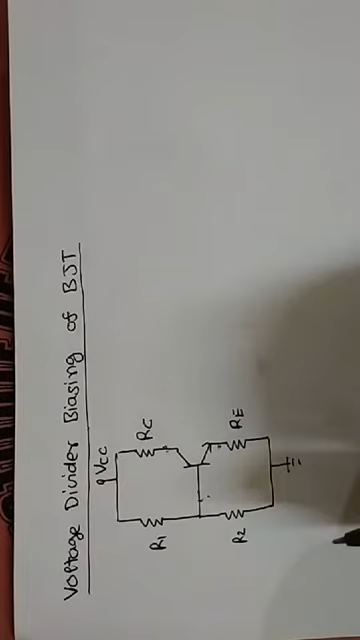 Voltage Divider Biasing of BJT
VCC
R1
RC
R2
RE